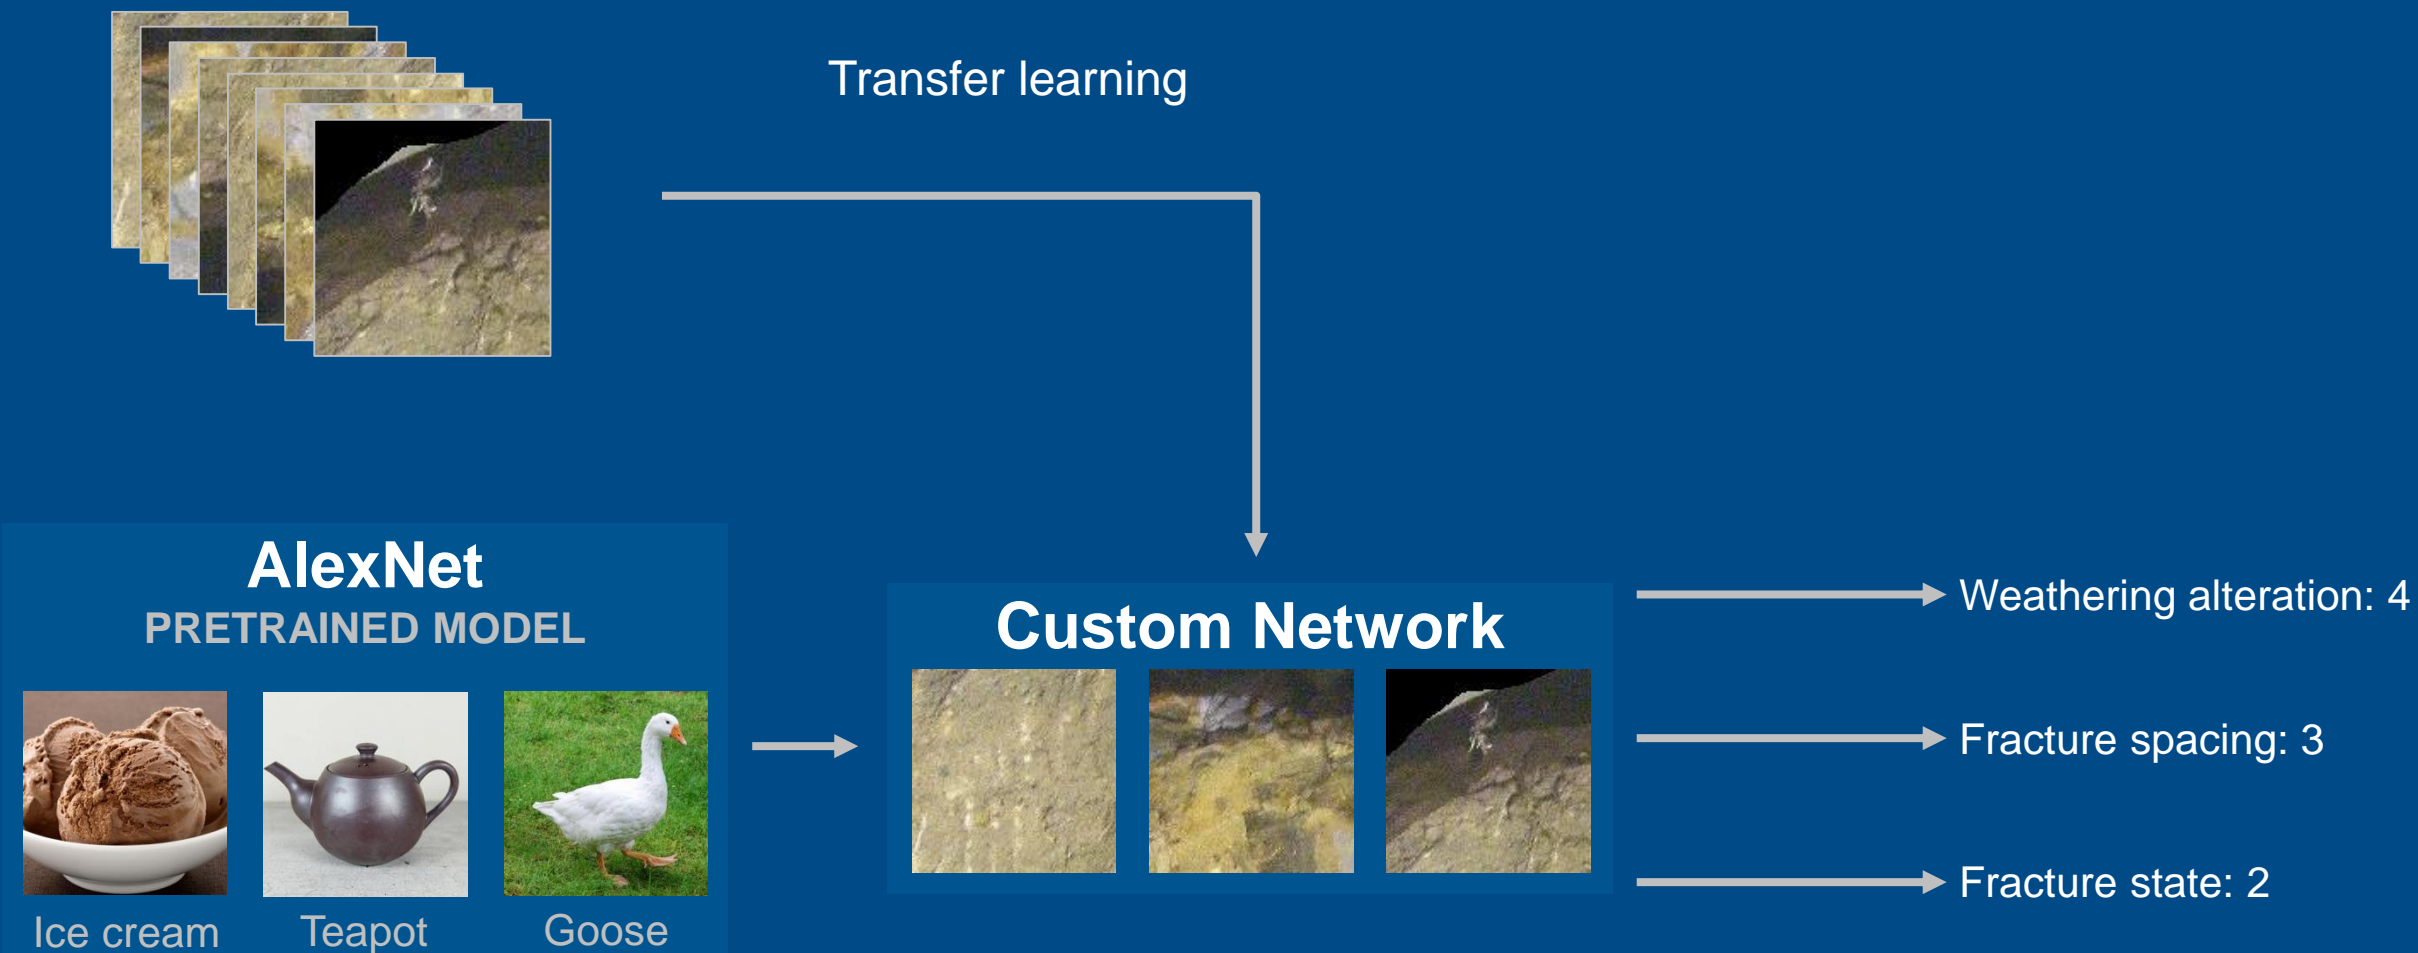 Transfer learning
AlexNet
PRETRAINED MODEL
Ice cream
Teapot
Goose
Custom Network
Weathering alteration: 4
Fracture spacing: 3
Fracture state: 2